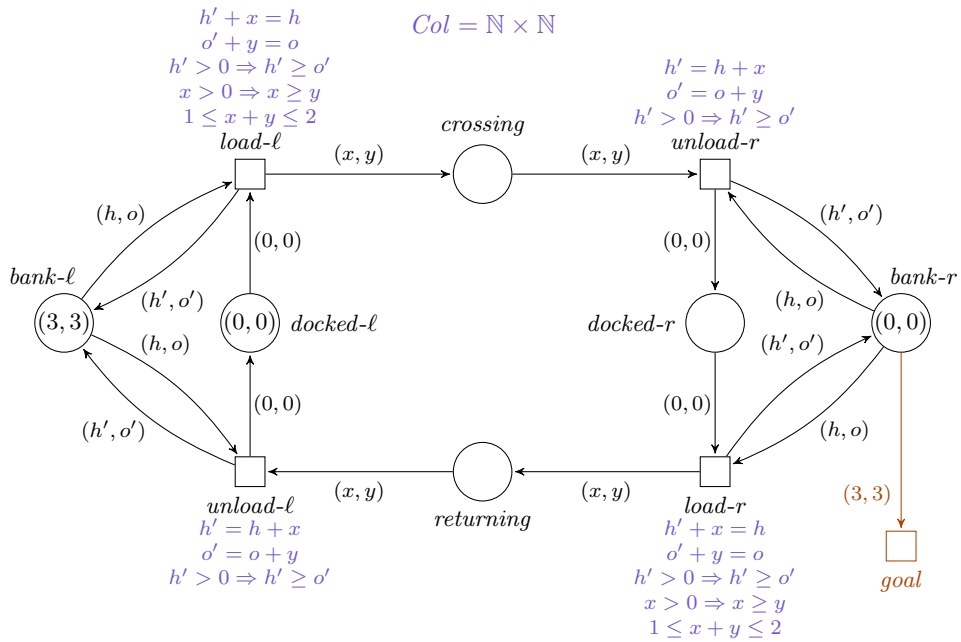 Col = ℕ × ℕ
h′ + x = h
o′ + y = o
h′ > 0 ⇒ h′ ≥ o′
x > 0 ⇒ x ≥ y
1 ≤ x + y ≤ 2
load-ℓ
crossing
h′ = h + x
o′ = o + y
h′ > 0 ⇒ h′ ≥ o′
unload-r
(x, y)
(x, y)
(h, o)
(h′, o′)
(0, 0)
(0, 0)
(h′, o′)
(h, o)
bank-ℓ
(3, 3)
(0, 0)
docked-ℓ
docked-r
bank-r
(0, 0)
(h, o)
(h′, o′)
(0, 0)
(0, 0)
(h′, o′)
(h, o)
(x, y)
(x, y)
(3, 3)
unload-ℓ
h′ = h + x
o′ = o + y
h′ > 0 ⇒ h′ ≥ o′
returning
load-r
h′ + x = h
o′ + y = o
h′ > 0 ⇒ h′ ≥ o′
x > 0 ⇒ x ≥ y
1 ≤ x + y ≤ 2
goal